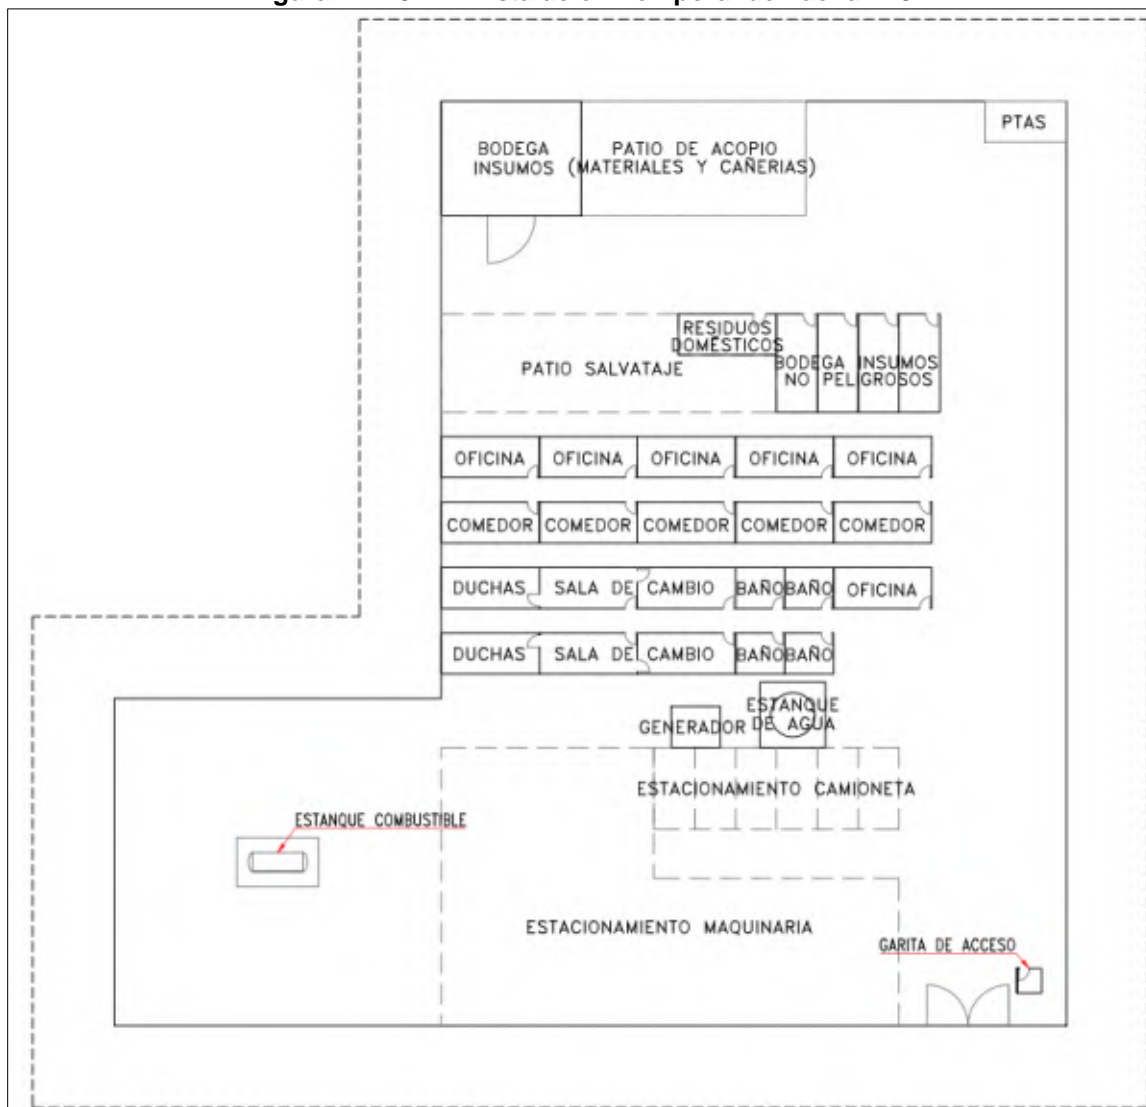 BODEGA
INSUMOS
PATIO DE ACOPIO
(MATERIALES Y CAÑERIAS)
PTAS
RESIDUOS
DOMÉSTICOS
PATIO SALVATAJE
BODEGA INSUMOS
NO PELIGROSOS
OFICINA OFICINA OFICINA OFICINA OFICINA
COMEDOR COMEDOR COMEDOR COMEDOR COMEDOR
DUCHAS SALA DE CAMBIO BAÑO BAÑO OFICINA
DUCHAS SALA DE CAMBIO BAÑO BAÑO
GENERADOR
ESTANQUE
DE AGUA
ESTACIONAMIENTO CAMIONETA
ESTANQUE COMBUSTIBLE
ESTACIONAMIENTO MAQUINARIA
GARITA DE ACCESO